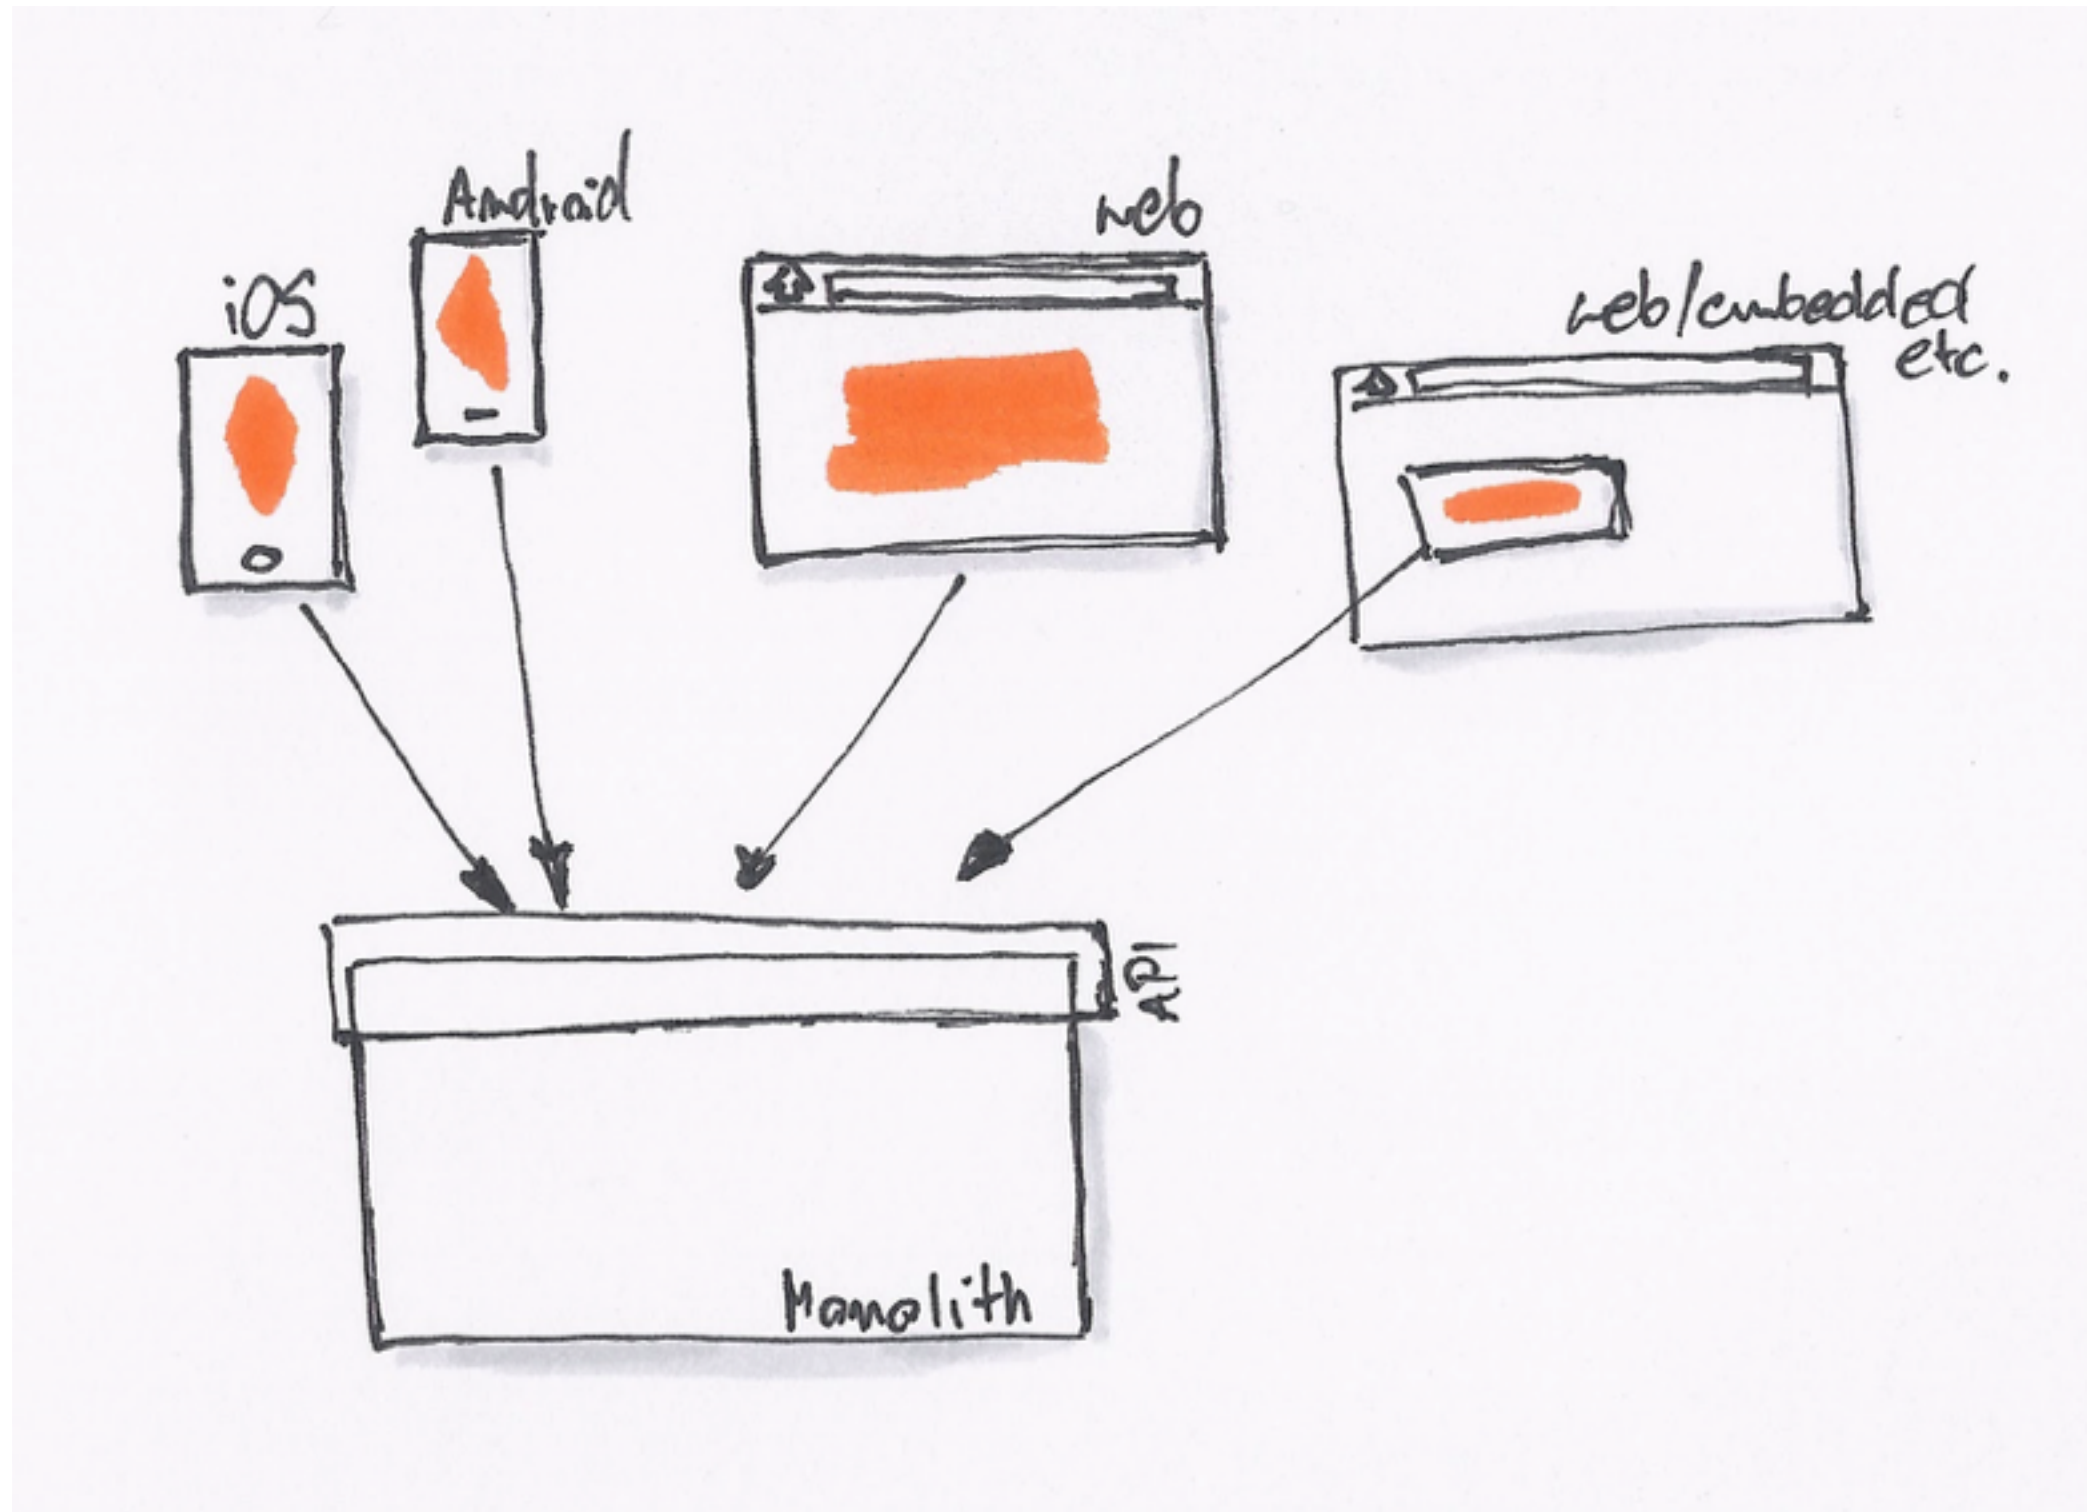 Android
web
iOS
web/embedded
etc.
API
Monolith